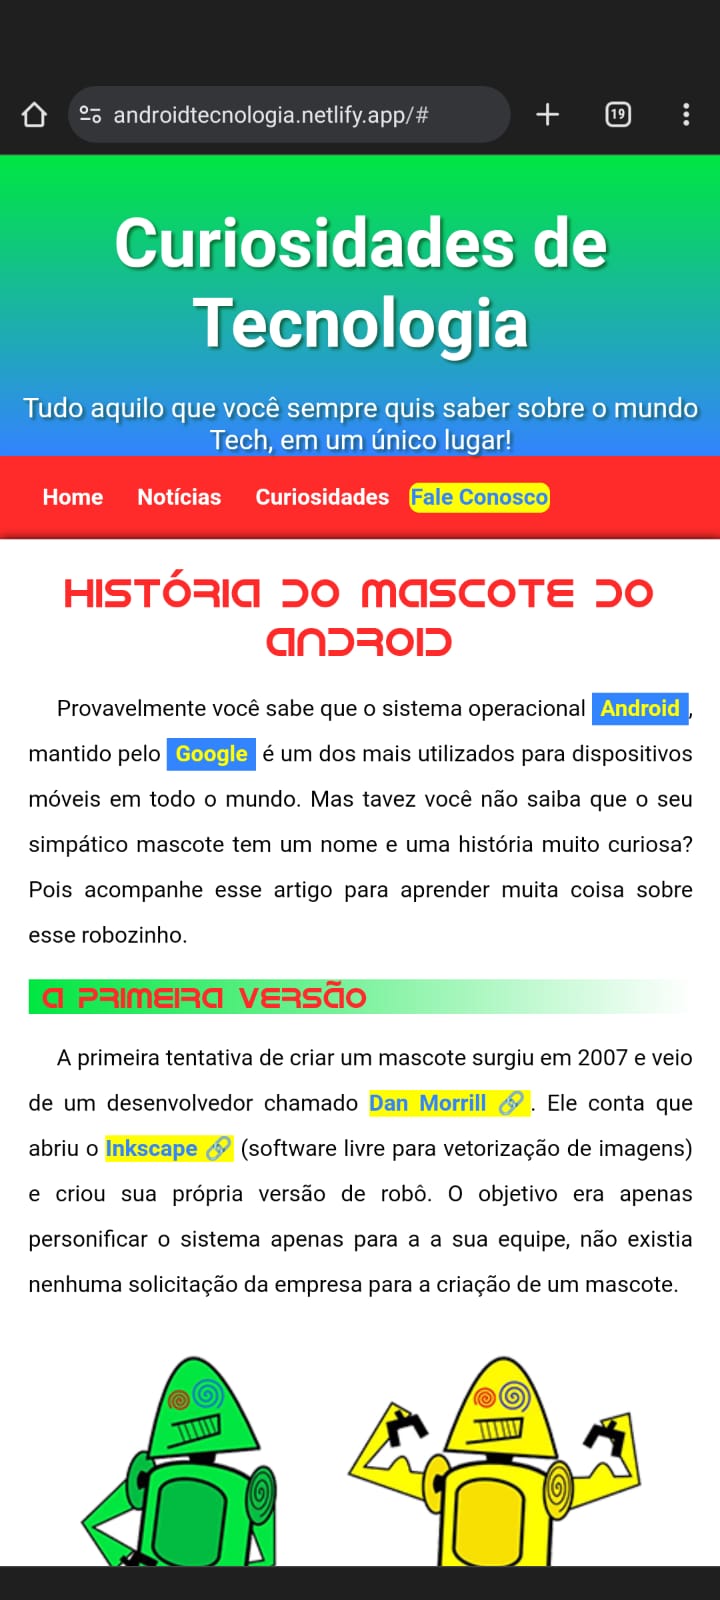 androidtecnologia.netlify.app/#
19
Curiosidades de
Tecnologia
Tudo aquilo que você sempre quis saber sobre o mundo
Tech, em um único lugar!
Home Notícias Curiosidades Fale Conosco
HISTÓRIA DO MASCOTE DO
ANDROID
Provavelmente você sabe que o sistema operacional Android,
mantido pelo Google é um dos mais utilizados para dispositivos
móveis em todo o mundo. Mas tavez você não saiba que o seu
simpático mascote tem um nome e uma história muito curiosa?
Pois acompanhe esse artigo para aprender muita coisa sobre
esse robozinho.
A PRIMEIRA VERSÃO
A primeira tentativa de criar um mascote surgiu em 2007 e veio
de um desenvolvedor chamado Dan Morrill 🔗. Ele conta que
abriu o Inkscape 🔗 (software livre para vetorização de imagens)
e criou sua própria versão de robô. O objetivo era apenas
personificar o sistema apenas para a a sua equipe, não existia
nenhuma solicitação da empresa para a criação de um mascote.